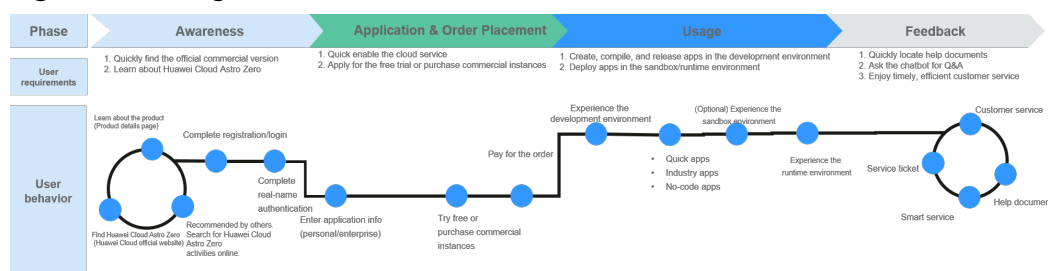 Phase
Awareness
Application & Order Placement
Usage
Feedback
User
requirements
1. Quickly find the official commercial version
2. Learn about Huawei Cloud Astro Zero
1. Quick enable the cloud service
2. Apply for the free trial or purchase commercial instances
1. Create, compile, and release apps in the development environment
2. Deploy apps in the sandbox/runtime environment
1. Quickly locate help documents
2. Ask the chatbot for Q&A
3. Enjoy timely, efficient customer service
User
behavior
Learn about the product
(Product details page)
Complete registration/login
Complete
real-name
authentication
Find Huawei Cloud Astro Zero
(Huawei Cloud official website)
Recommended by others.
Search for Huawei Cloud
Astro Zero
activities online.
Enter application info
(personal/enterprise)
Try free or
purchase commercial
instances
Pay for the order
Experience the
development environment
• Quick apps
• Industry apps
• No-code apps
(Optional) Experience the
sandbox environment
Experience the
runtime environment
Customer service
Service ticket
Help documen
Smart service